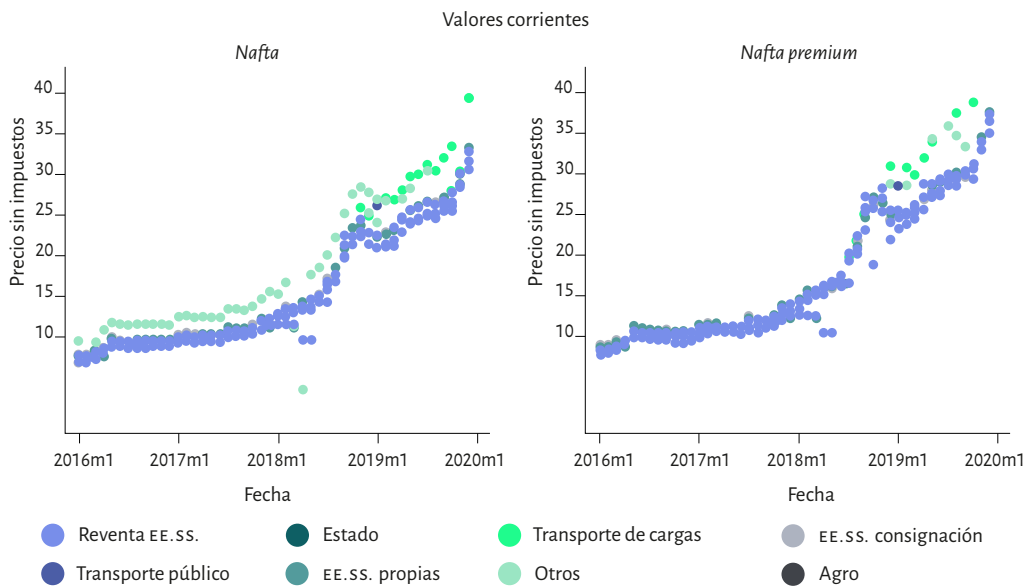 Valores corrientes
Nafta
Precio sin impuestos
40
35
30
25
20
15
10
2016m1 2017m1 2018m1 2019m1 2020m1
Fecha
Nafta premium
Precio sin impuestos
40
35
30
25
20
15
10
2016m1 2017m1 2018m1 2019m1 2020m1
Fecha
Reventa EE.SS. Estado Transporte de cargas EE.SS. consignación
Transporte público EE.SS. propias Otros Agro